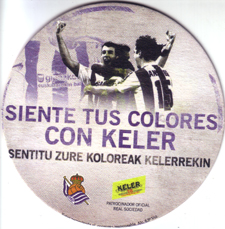 SIENTE TUS COLORES
CON KELER
SENTITU ZURE KOLOREAK KELERREKIN
KELER
PATROCINADOR OFICIAL
REAL SOCIEDAD